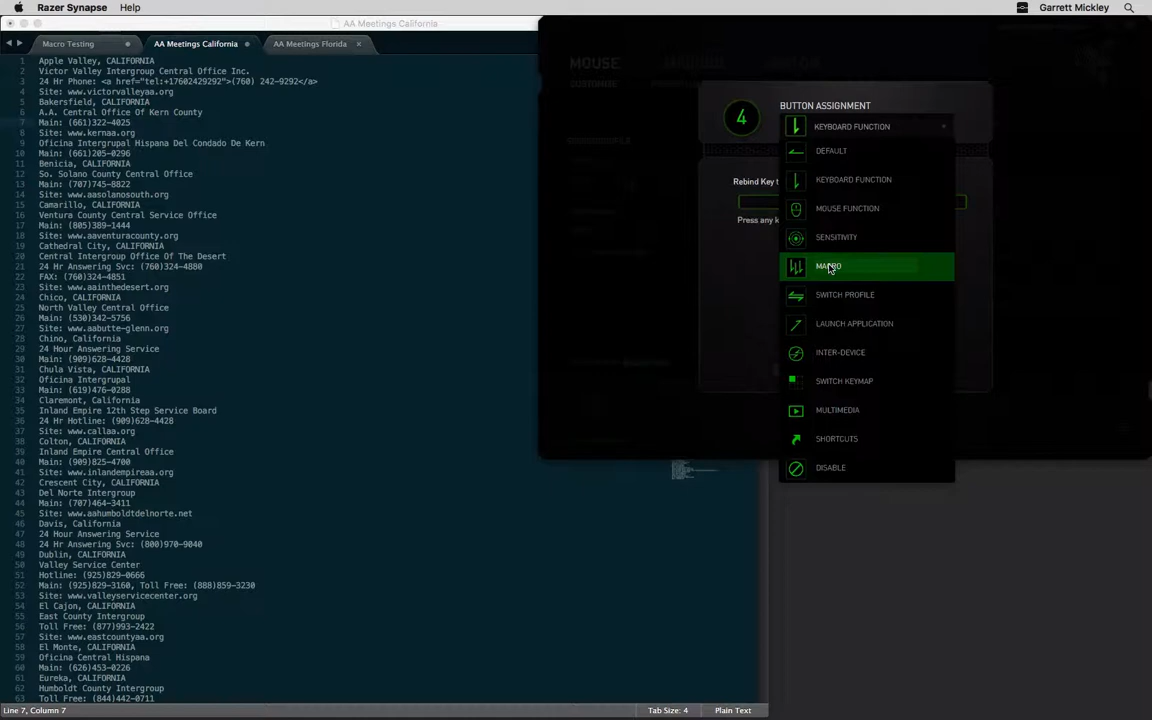 Razer Synapse Help Garrett Mickley
AA Meetings California
Macro Testing AA Meetings California AA Meetings Florida
1 Apple Valley, CALIFORNIA
2 Victor Valley Intergroup Central Office Inc.
3 24 Hr Phone: <a href="tel:+17602429292">(760) 242-9292</a>
4 Site: www.victorvalleyaa.org
5 Bakersfield, CALIFORNIA
6 A.A. Central Office Of Kern County
7 Main: (661)322-4025
8 Site: www.kernaa.org
9 Oficina Intergrupal Hispana Del Condado De Kern
10 Main: (661)205-0296
11 Benicia, CALIFORNIA
12 So. Solano County Central Office
13 Main: (707)745-8822
14 Site: www.aasolanosouth.org
15 Camarillo, CALIFORNIA
16 Ventura County Central Service Office
17 Main: (805)389-1444
18 Site: www.aaventuracounty.org
19 Cathedral City, CALIFORNIA
20 Central Intergroup Office Of The Desert
21 24 Hr Answering Svc: (760)324-4880
22 FAX: (760)324-4851
23 Site: www.aainthedesert.org
24 Chico, CALIFORNIA
25 North Valley Central Office
26 Main: (530)342-5756
27 Site: www.aabutte-glenn.org
28 Chino, California
29 24 Hour Answering Service
30 Main: (909)628-4428
31 Chula Vista, CALIFORNIA
32 Oficina Intergrupal
33 Main: (619)476-0288
34 Claremont, California
35 Inland Empire 12th Step Service Board
36 24 Hr Hotline: (909)628-4428
37 Site: www.callaa.org
38 Colton, CALIFORNIA
39 Inland Empire Central Office
40 Main: (909)825-4700
41 Site: www.inlandempireaa.org
42 Crescent City, CALIFORNIA
43 Del Norte Intergroup
44 Main: (707)464-3411
45 Site: www.aahumboldtdelnorte.net
46 Davis, California
47 24 Hour Answering Service
48 24 Hr Answering Svc: (800)970-9040
49 Dublin, CALIFORNIA
50 Valley Service Center
51 Hotline: (925)829-0666
52 Main: (925)829-3160, Toll Free: (888)859-3230
53 Site: www.valleyservicecenter.org
54 El Cajon, CALIFORNIA
55 East County Intergroup
56 Toll Free: (877)993-2422
57 Site: www.eastcountyaa.org
58 El Monte, CALIFORNIA
59 Oficina Central Hispana
60 Main: (626)453-0226
61 Eureka, CALIFORNIA
62 Humboldt County Intergroup
63 Toll Free: (844)442-0711
Line 7, Column 7 Tab Size: 4 Plain Text
MOUSE
CUSTOMISE
4 BUTTON ASSIGNMENT
KEYBOARD FUNCTION
DEFAULT
Rebind Key t
KEYBOARD FUNCTION
MOUSE FUNCTION
Press any k
SENSITIVITY
MACRO
SWITCH PROFILE
LAUNCH APPLICATION
INTER-DEVICE
SWITCH KEYMAP
MULTIMEDIA
SHORTCUTS
DISABLE